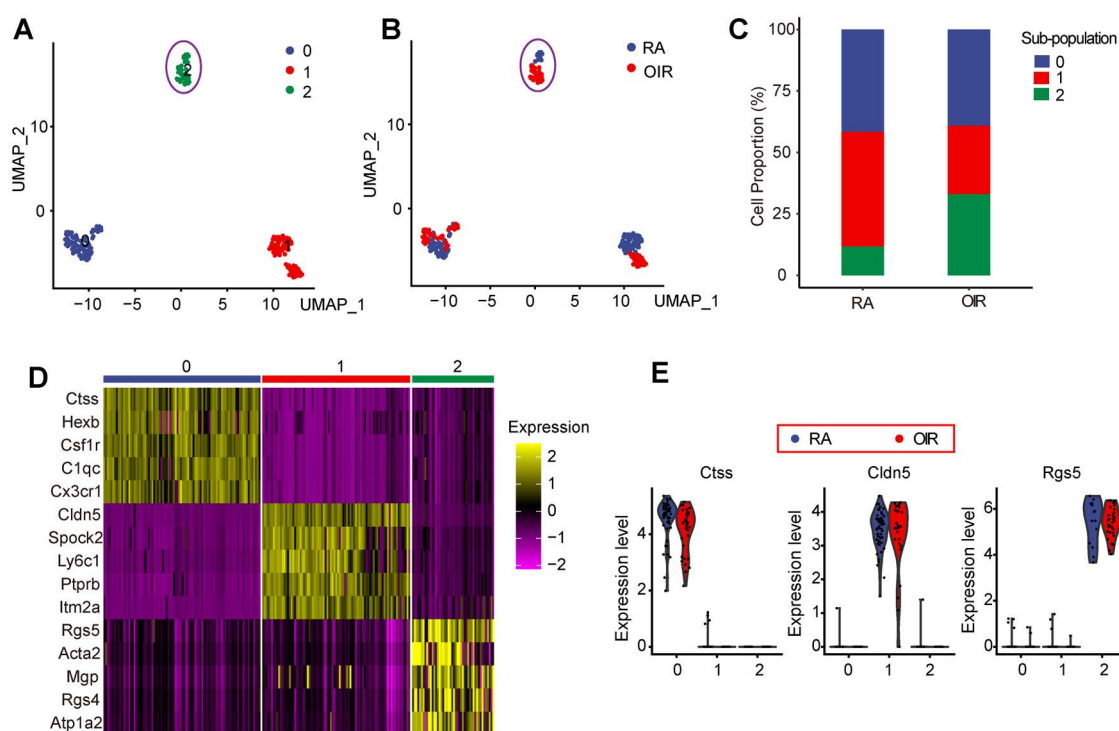 A
0
1
2
2
UMAP_2
10
0
0
1
−10
−5
0
5
10
UMAP_1
B
RA
OIR
UMAP_2
10
0
−10
−5
0
5
10
UMAP_1
C
Sub-population
0
1
2
Cell Proportion (%)
100
75
50
25
0
RA
OIR
D
0
1
2
Ctss
Hexb
Csf1r
C1qc
Cx3cr1
Cldn5
Spock2
Ly6c1
Ptprb
Itm2a
Rgs5
Acta2
Mgp
Rgs4
Atp1a2
Expression
2
1
0
−1
−2
E
RA
OIR
Ctss
Expression level
4
2
0
0
1
2
Cldn5
Expression level
4
3
2
1
0
0
1
2
Rgs5
Expression level
6
4
2
0
0
1
2